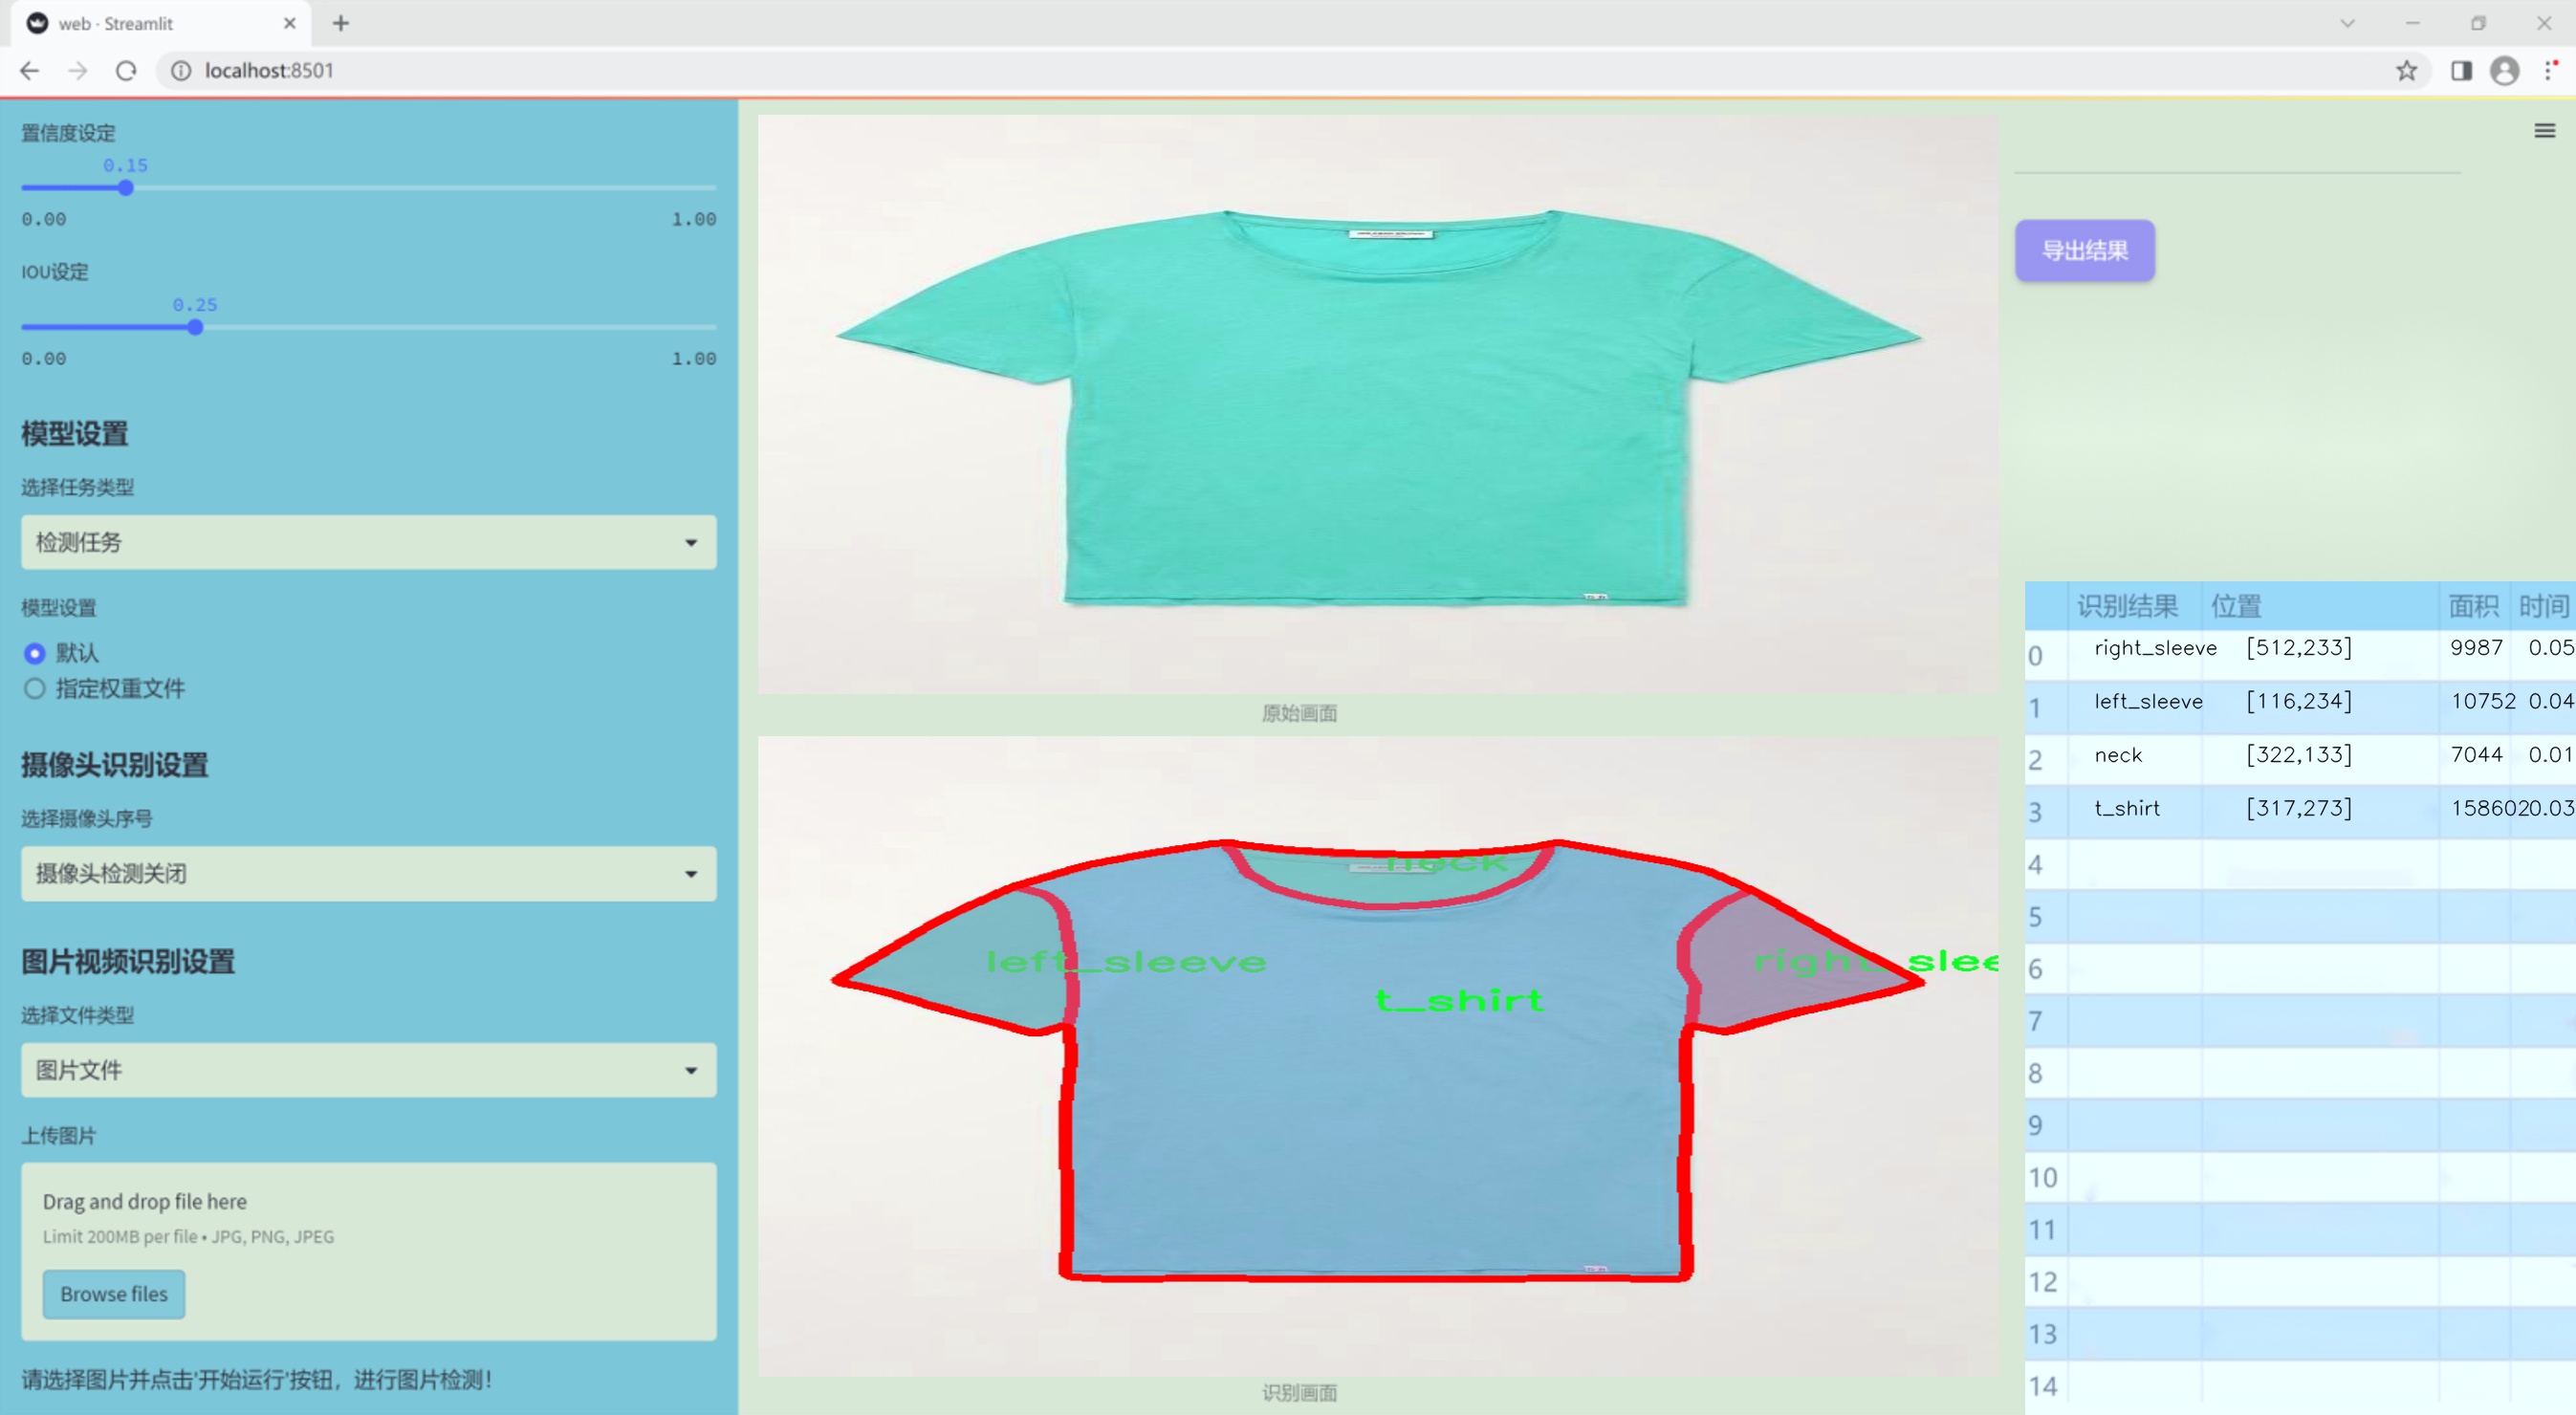 web · Streamlit
localhost:8501
置信度设定
0.15
0.00 1.00
IOU设定
0.25
0.00 1.00
模型设置
选择任务类型
检测任务
模型设置
默认
指定权重文件
摄像头识别设置
选择摄像头序号
摄像头检测关闭
图片视频识别设置
选择文件类型
图片文件
上传图片
Drag and drop file here
Limit 200MB per file • JPG, PNG, JPEG
Browse files
请选择图片并点击'开始运行'按钮，进行图片检测！
原始画面
neck
left_sleeve
right_slee
t_shirt
识别画面
导出结果
识别结果 位置 面积 时间
0 right_sleeve [512,233] 9987 0.05
1 left_sleeve [116,234] 10752 0.04
2 neck [322,133] 7044 0.01
3 t_shirt [317,273] 158602 0.03
4
5
6
7
8
9
10
11
12
13
14